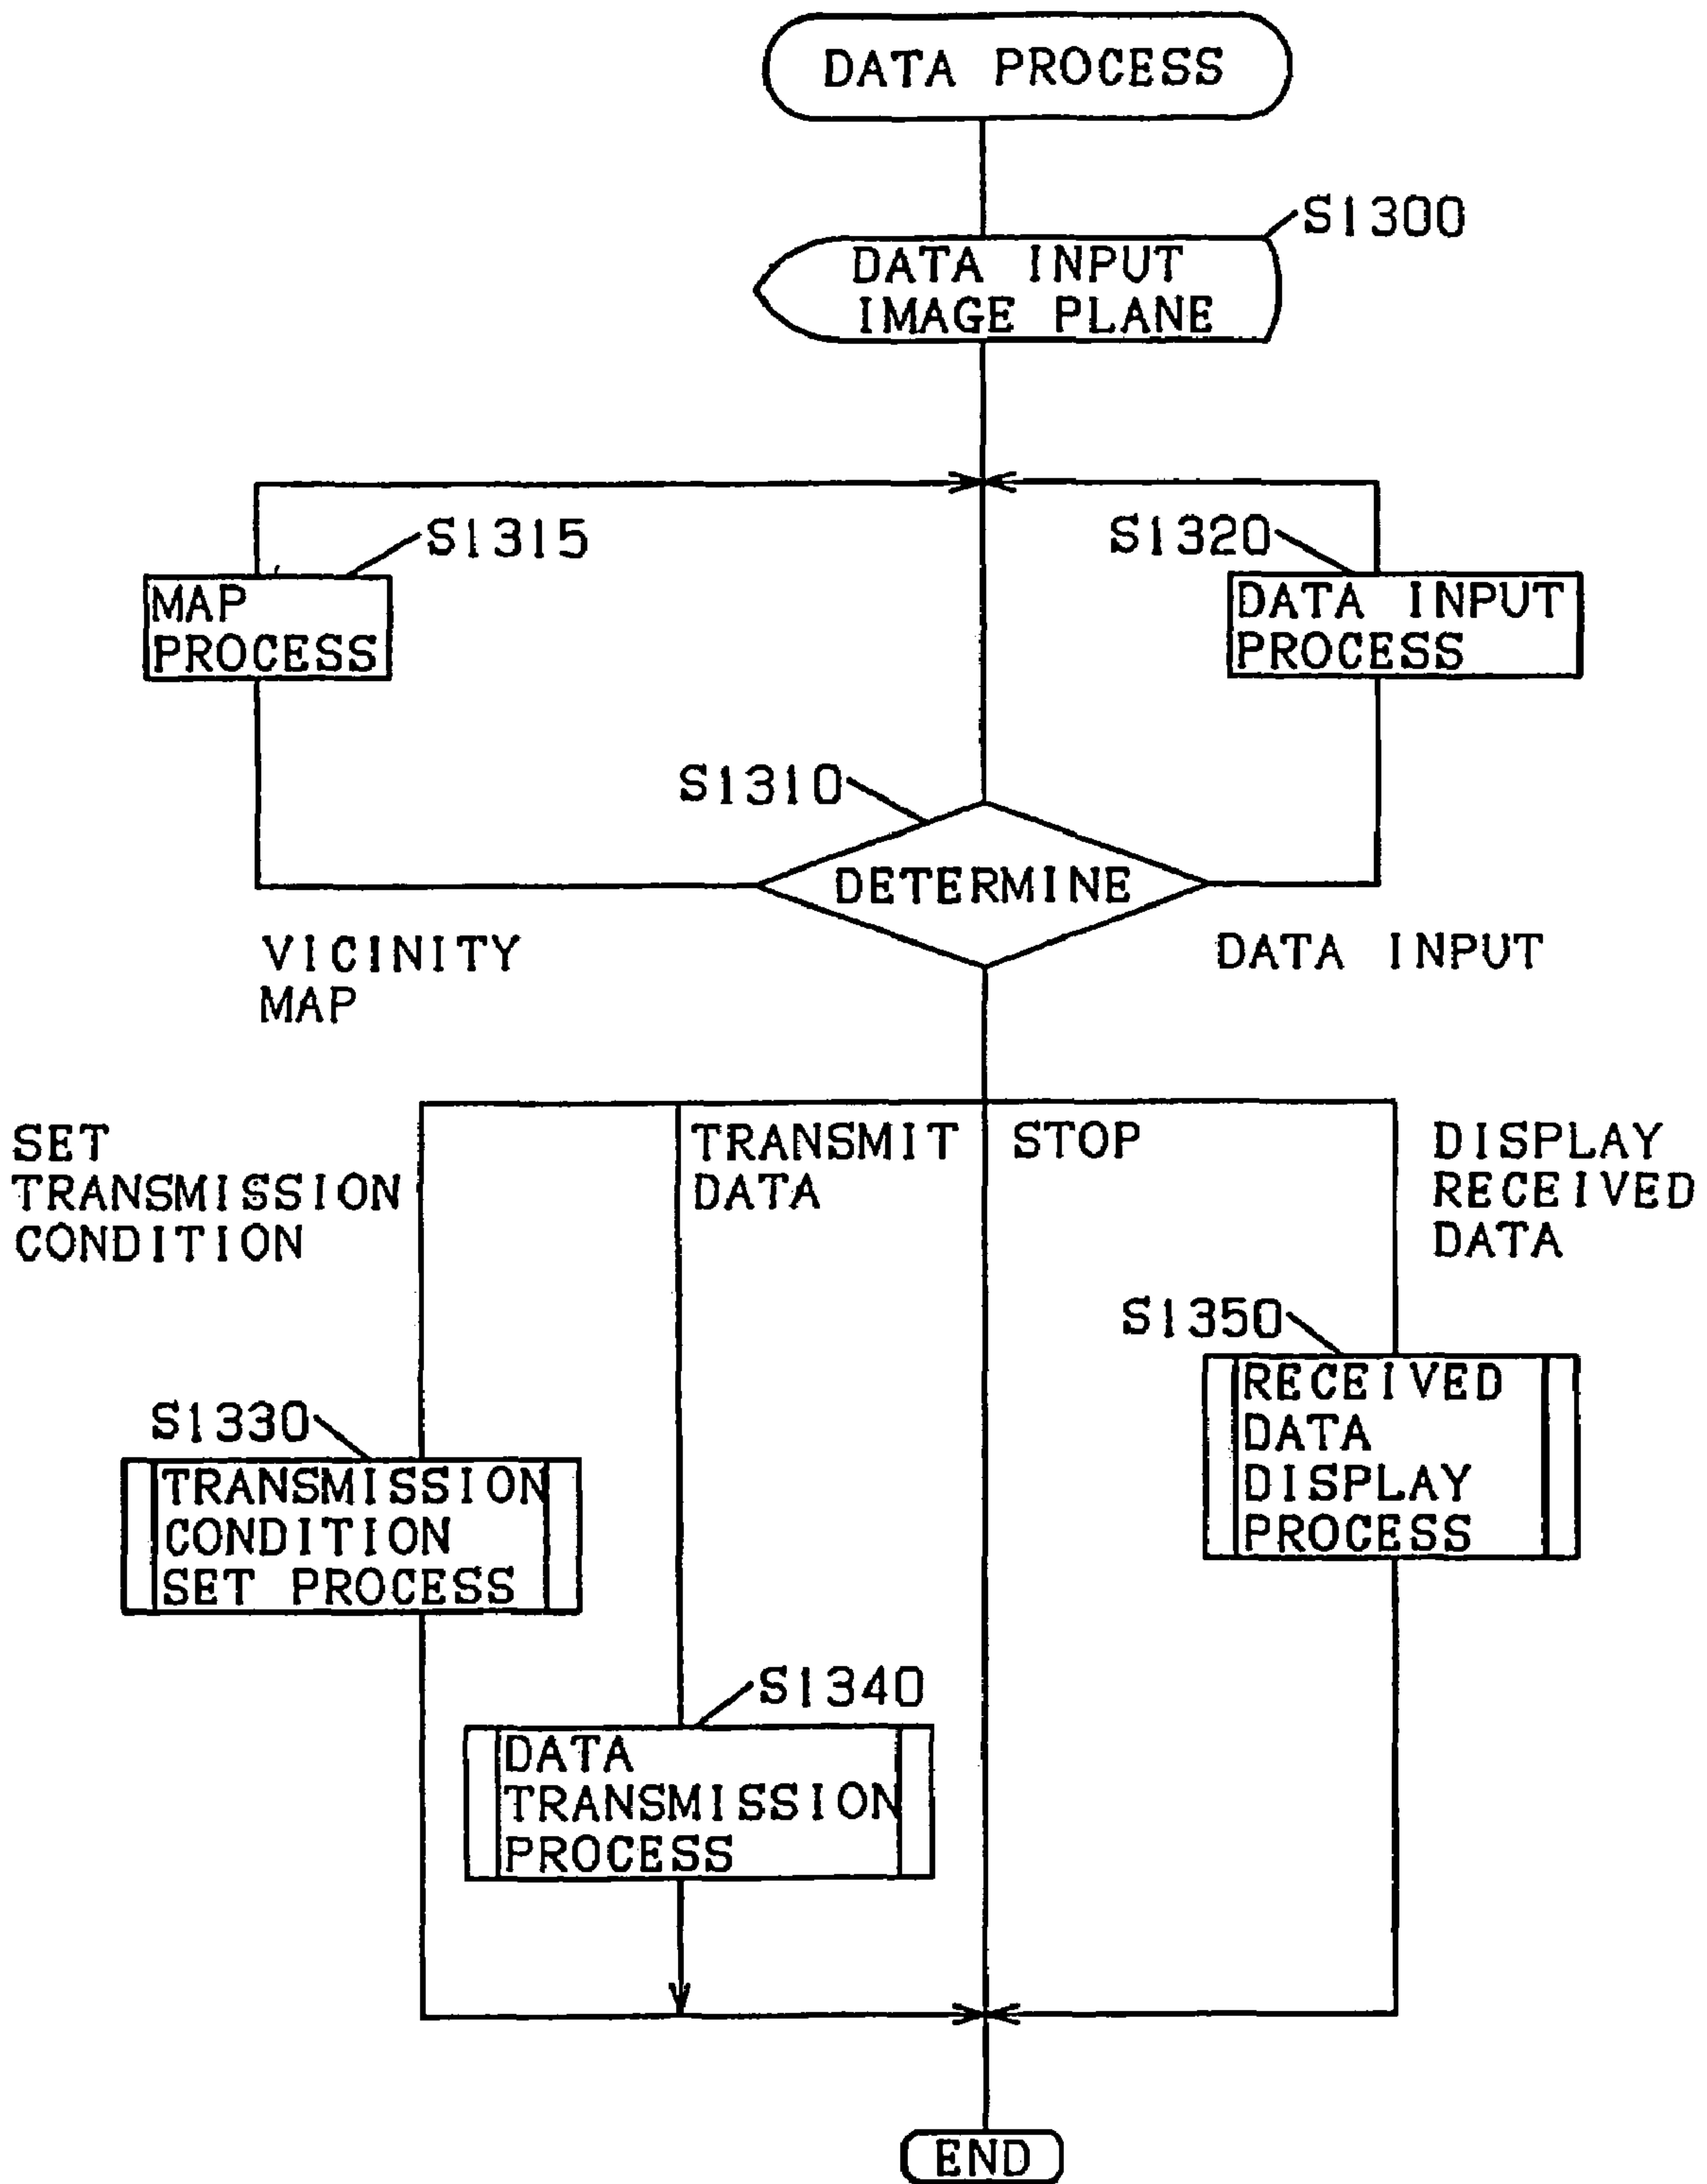 DATA PROCESS
S1300
DATA INPUT
IMAGE PLANE
S1315
MAP
PROCESS
S1320
DATA INPUT
PROCESS
S1310
DETERMINE
VICINITY
MAP
DATA INPUT
SET
TRANSMISSION
CONDITION
TRANSMIT
DATA
STOP
DISPLAY
RECEIVED
DATA
S1350
RECEIVED
DATA
DISPLAY
PROCESS
S1330
TRANSMISSION
CONDITION
SET PROCESS
S1340
DATA
TRANSMISSION
PROCESS
END